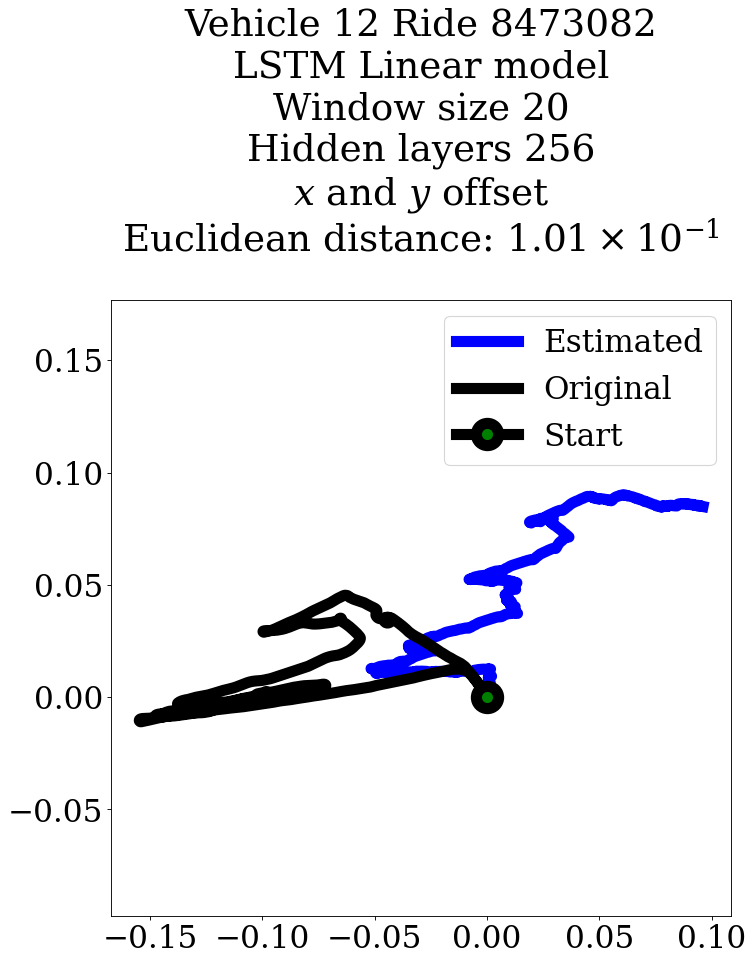 Vehicle 12 Ride 8473082
LSTM Linear model
Window size 20
Hidden layers 256
x and y offset
Euclidean distance: 1.01 × 10⁻¹
Estimated
Original
Start
0.15
0.10
0.05
0.00
−0.05
−0.15 −0.10 −0.05 0.00 0.05 0.10